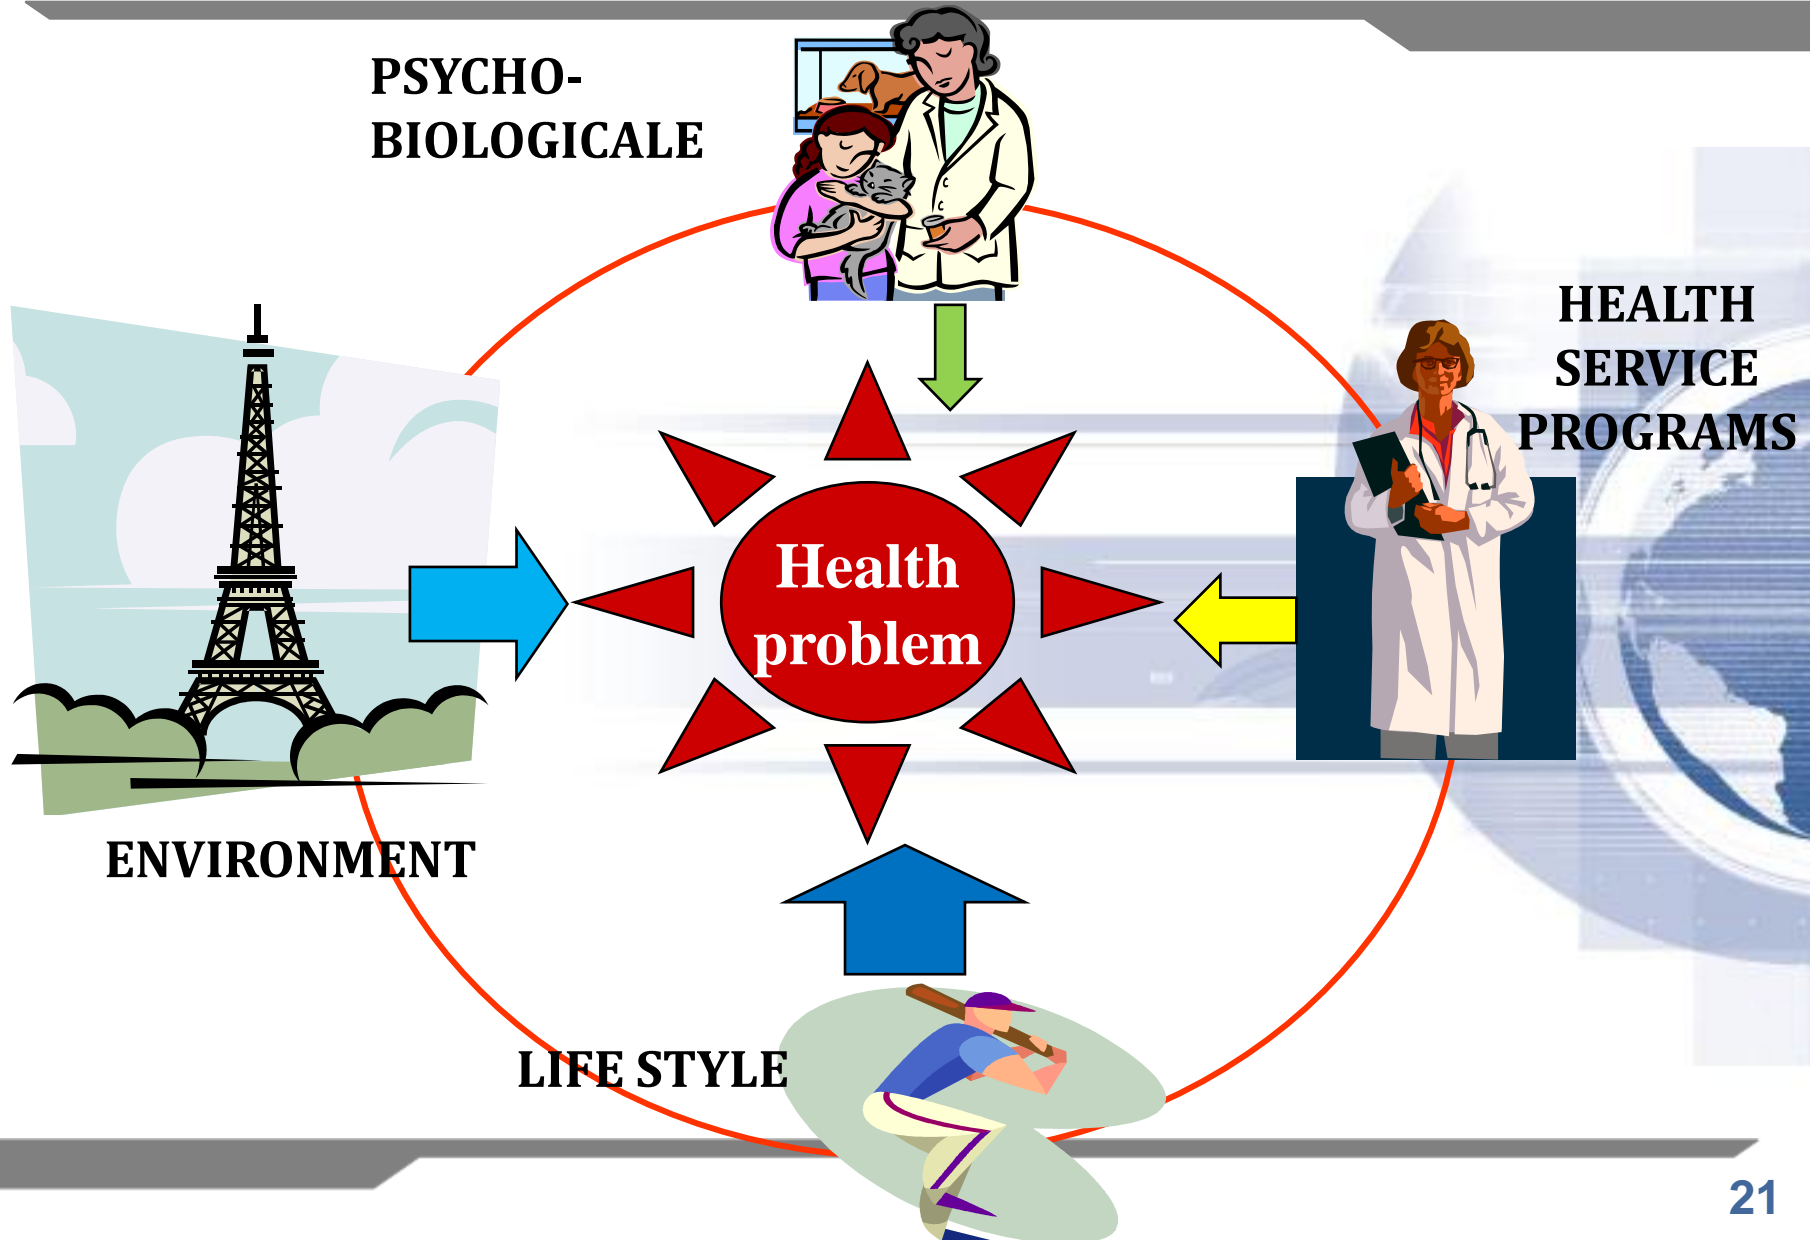 PSYCHO-
BIOLOGICALE
HEALTH
SERVICE
PROGRAMS
Health
problem
ENVIRONMENT
LIFE STYLE
21